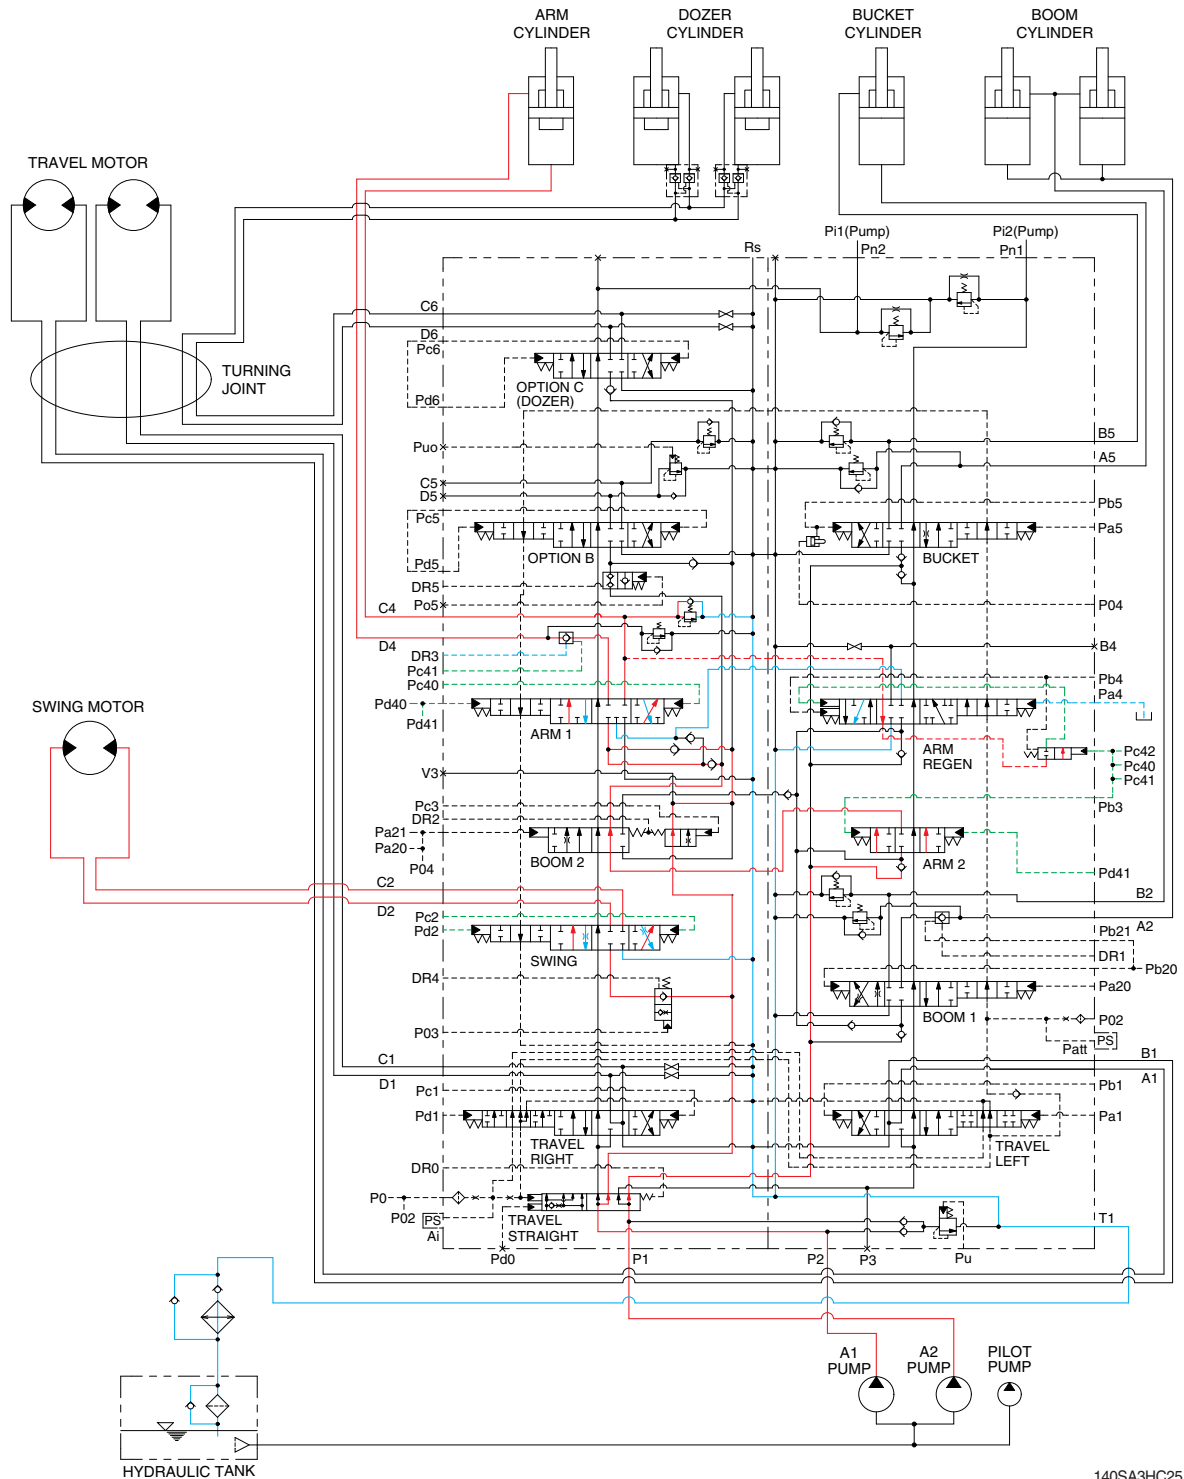 ARM
CYLINDER
DOZER
CYLINDER
BUCKET
CYLINDER
BOOM
CYLINDER
TRAVEL MOTOR
Rs
Pi1(Pump)
Pn2
Pi2(Pump)
Pn1
C6
D6
Pc6
TURNING
JOINT
OPTION C
(DOZER)
Pd6
Puo
B5
A5
C5
D5
Pc5
Pb5
Pa5
OPTION B
BUCKET
Pd5
DR5
Po5
P04
C4
D4
DR3
Pc41
Pc40
B4
Pb4
Pa4
Pd40
Pd41
SWING MOTOR
ARM 1
ARM
REGEN
Pc42
Pc40
Pc41
V3
Pc3
DR2
Pb3
Pa21
Pa20
P04
BOOM 2
ARM 2
Pd41
C2
D2
B2
A2
Pc2
Pd2
Pb21
SWING
DR1
Pb20
DR4
Pa20
BOOM 1
P03
P02
PS
Patt
C1
D1
B1
A1
Pc1
Pb1
Pd1
Pa1
TRAVEL
RIGHT
TRAVEL
LEFT
DR0
P0
P02
PS
Ai
TRAVEL
STRAIGHT
T1
Pd0
P1
P2
P3
Pu
A1
PUMP
A2
PUMP
PILOT
PUMP
HYDRAULIC TANK
140SA3HC25